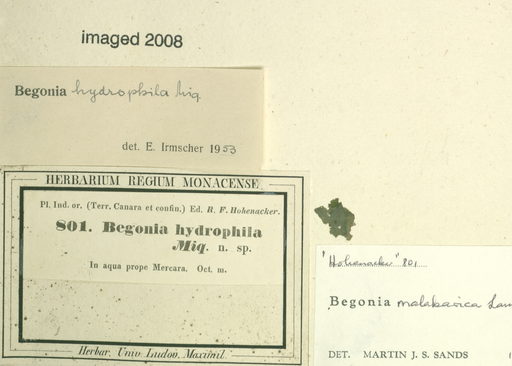 imaged 2008
Begonia hydrophila Miq
det. E. Irmscher 1953
HERBARIUM REGIUM MONACENSE
Pl. Ind. or. (Terr. Canara et confin.) Ed. R. F. Hohenacker.
801. Begonia hydrophila
Miq. n. sp.
In aqua prope Mercara. Oct. m.
Herbar. Univ. Ludov. Maximil.
"Hohenacker" 801
Begonia malabarica Lam
DET. MARTIN J. S. SANDS